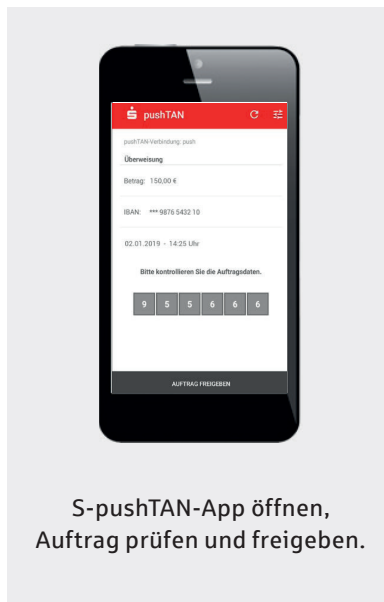 pushTAN
pushTAN-Verbindung: push
Überweisung
Betrag: 150,00 €
IBAN: *** 9876 5432 10
02.01.2019 - 14:25 Uhr
Bitte kontrollieren Sie die Auftragsdaten.
9 5 5 6 6 6
AUFTRAG FREIGEBEN
S-pushTAN-App öffnen,
Auftrag prüfen und freigeben.